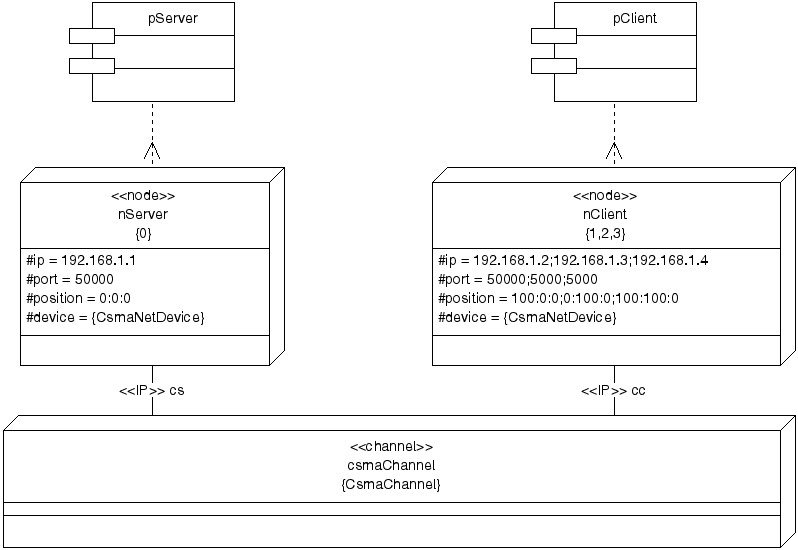 pServer
pClient
<<node>>
nServer
{0}
#ip = 192.168.1.1
#port = 50000
#position = 0:0:0
#device = {CsmaNetDevice}
<<node>>
nClient
{1,2,3}
#ip = 192.168.1.2;192.168.1.3;192.168.1.4
#port = 50000;5000;5000
#position = 100:0:0;0:100:0;100:100:0
#device = {CsmaNetDevice}
<<IP>> cs
<<IP>> cc
<<channel>>
csmaChannel
{CsmaChannel}